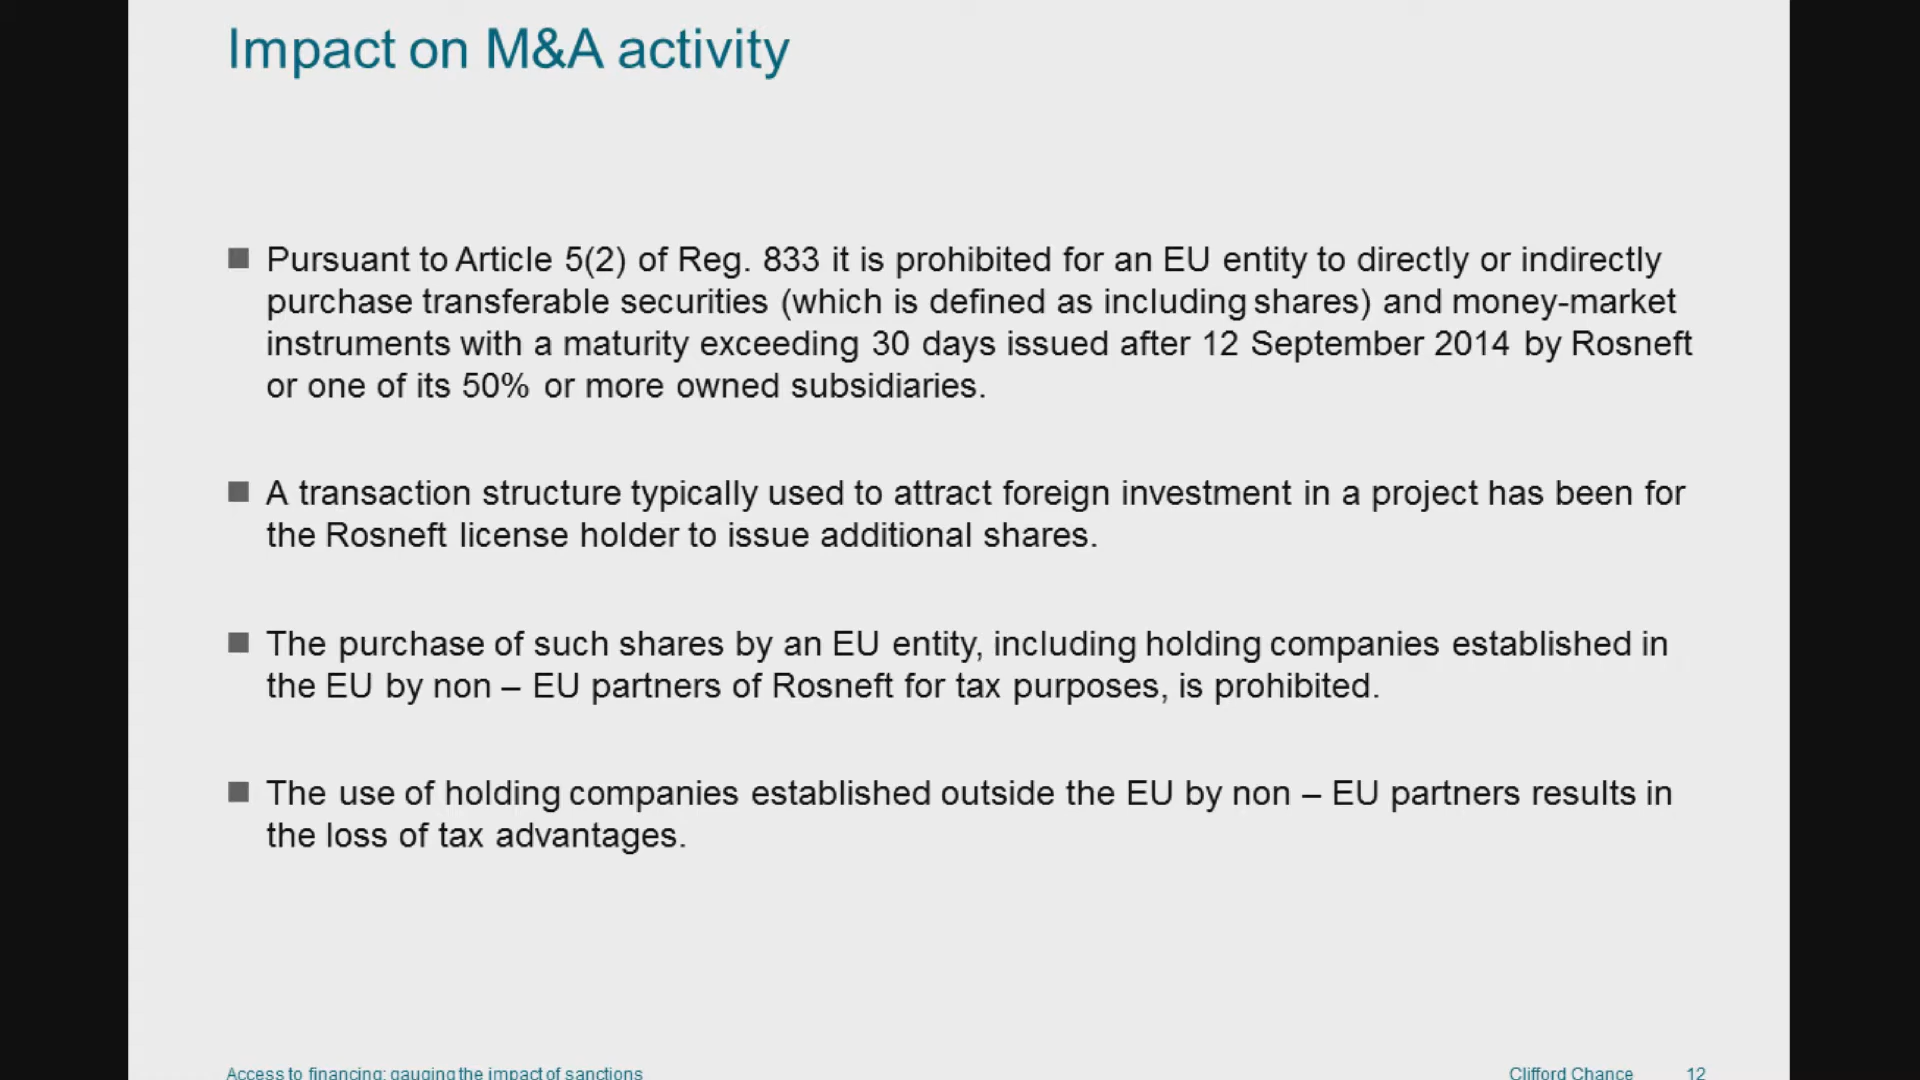 Impact on M&A activity
Pursuant to Article 5(2) of Reg. 833 it is prohibited for an EU entity to directly or indirectly
purchase transferable securities (which is defined as including shares) and money-market
instruments with a maturity exceeding 30 days issued after 12 September 2014 by Rosneft
or one of its 50% or more owned subsidiaries.
A transaction structure typically used to attract foreign investment in a project has been for
the Rosneft license holder to issue additional shares.
The purchase of such shares by an EU entity, including holding companies established in
the EU by non – EU partners of Rosneft for tax purposes, is prohibited.
The use of holding companies established outside the EU by non – EU partners results in
the loss of tax advantages.
Access to financing: gauging the impact of sanctions
Clifford Chance 12